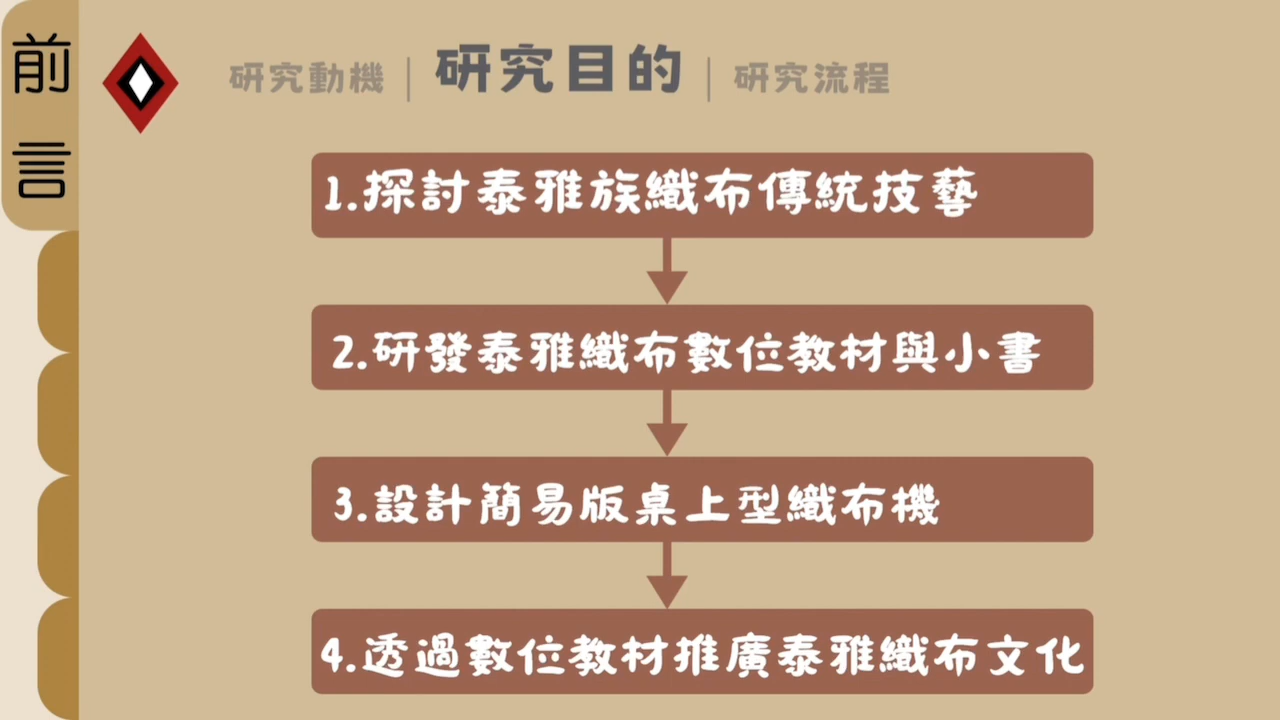 前言
研究動機｜研究目的｜研究流程
1.探討泰雅族織布傳統技藝
2.研發泰雅織布數位教材與小書
3.設計簡易版桌上型織布機
4.透過數位教材推廣泰雅織布文化